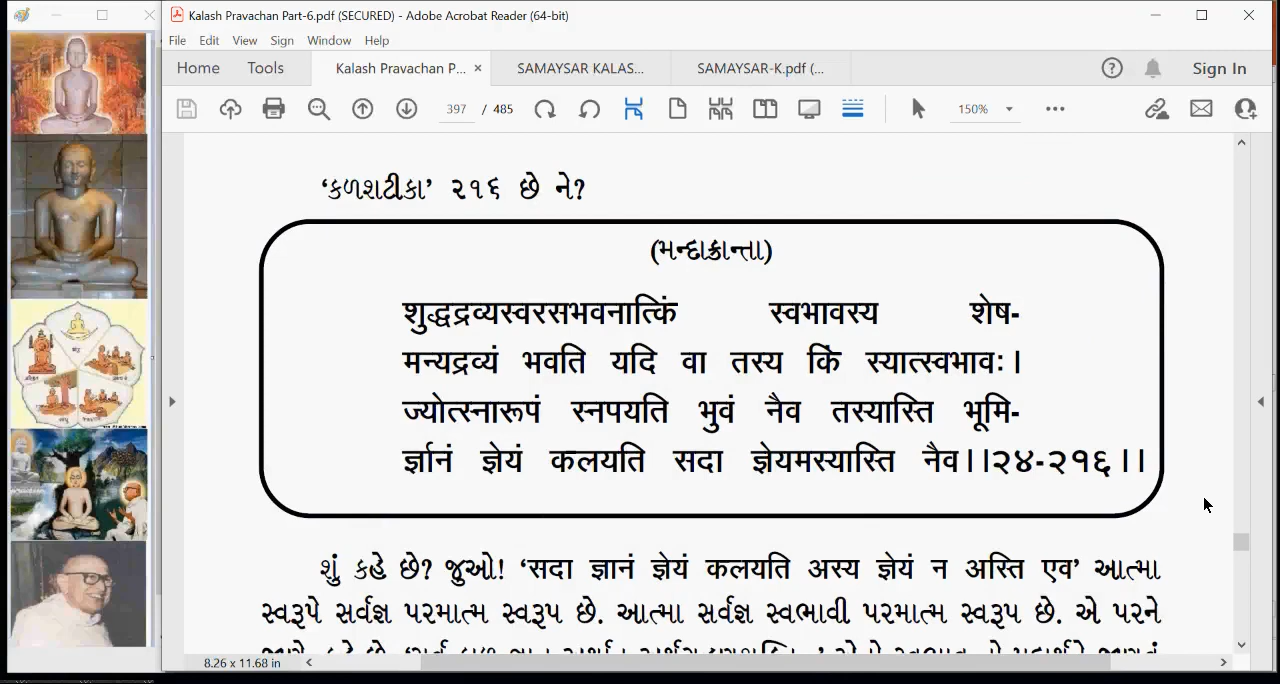 Kalash Pravachan Part-6.pdf (SECURED) - Adobe Acrobat Reader (64-bit)
File Edit View Sign Window Help
Home Tools Kalash Pravachan P... × SAMAYSAR KALAS... SAMAYSAR-K.pdf (... Sign In
397 / 485 150%
‘કળશટીકા’ ૨૧૬ છે ને?
(મન્દાક્રાન્તા)
शुद्धद्रव्यस्वरसभवनात्किं स्वभावस्य शेष-
मन्यद्रव्यं भवति यदि वा तस्य किं स्यात्स्वभावः।
ज्योत्स्नारूपं स्नपयति भुवं नैव तस्यास्ति भूमि-
र्ज्ञानं ज्ञेयं कलयति सदा ज्ञेयमस्यास्ति नैव।।૨૪-૨૧૬।।
શું કહે છે? જુઓ! ‘सदा ज्ञानं ज्ञेयं कलयति अस्य ज्ञेयं न अस्ति एव’ આત્મા
સ્વરૂપે સર્વજ્ઞ પરમાત્મ સ્વરૂપ છે. આત્મા સર્વજ્ઞ સ્વભાવી પરમાત્મ સ્વરૂપ છે. એ પરને
8.26 x 11.68 in